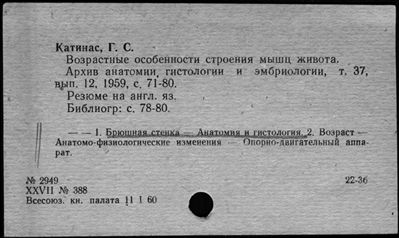 Катинас, Г. С.
Возрастные особенности строения мышц живота.
Архив анатомии, гистологии и эмбриологии, т. 37,
вып. 12, 1959, с. 71-80.
Резюме на англ. яз.
Библиогр: с. 78-80.
— — 1. Брюшная стенка — Анатомия и гистология. 2. Возраст —
Анатомо-физиологические изменения — Опорно-двигательный аппа-
рат.
№ 2949 22-36
XXVII № 388
Всесоюз. кн. палата 11 I 60